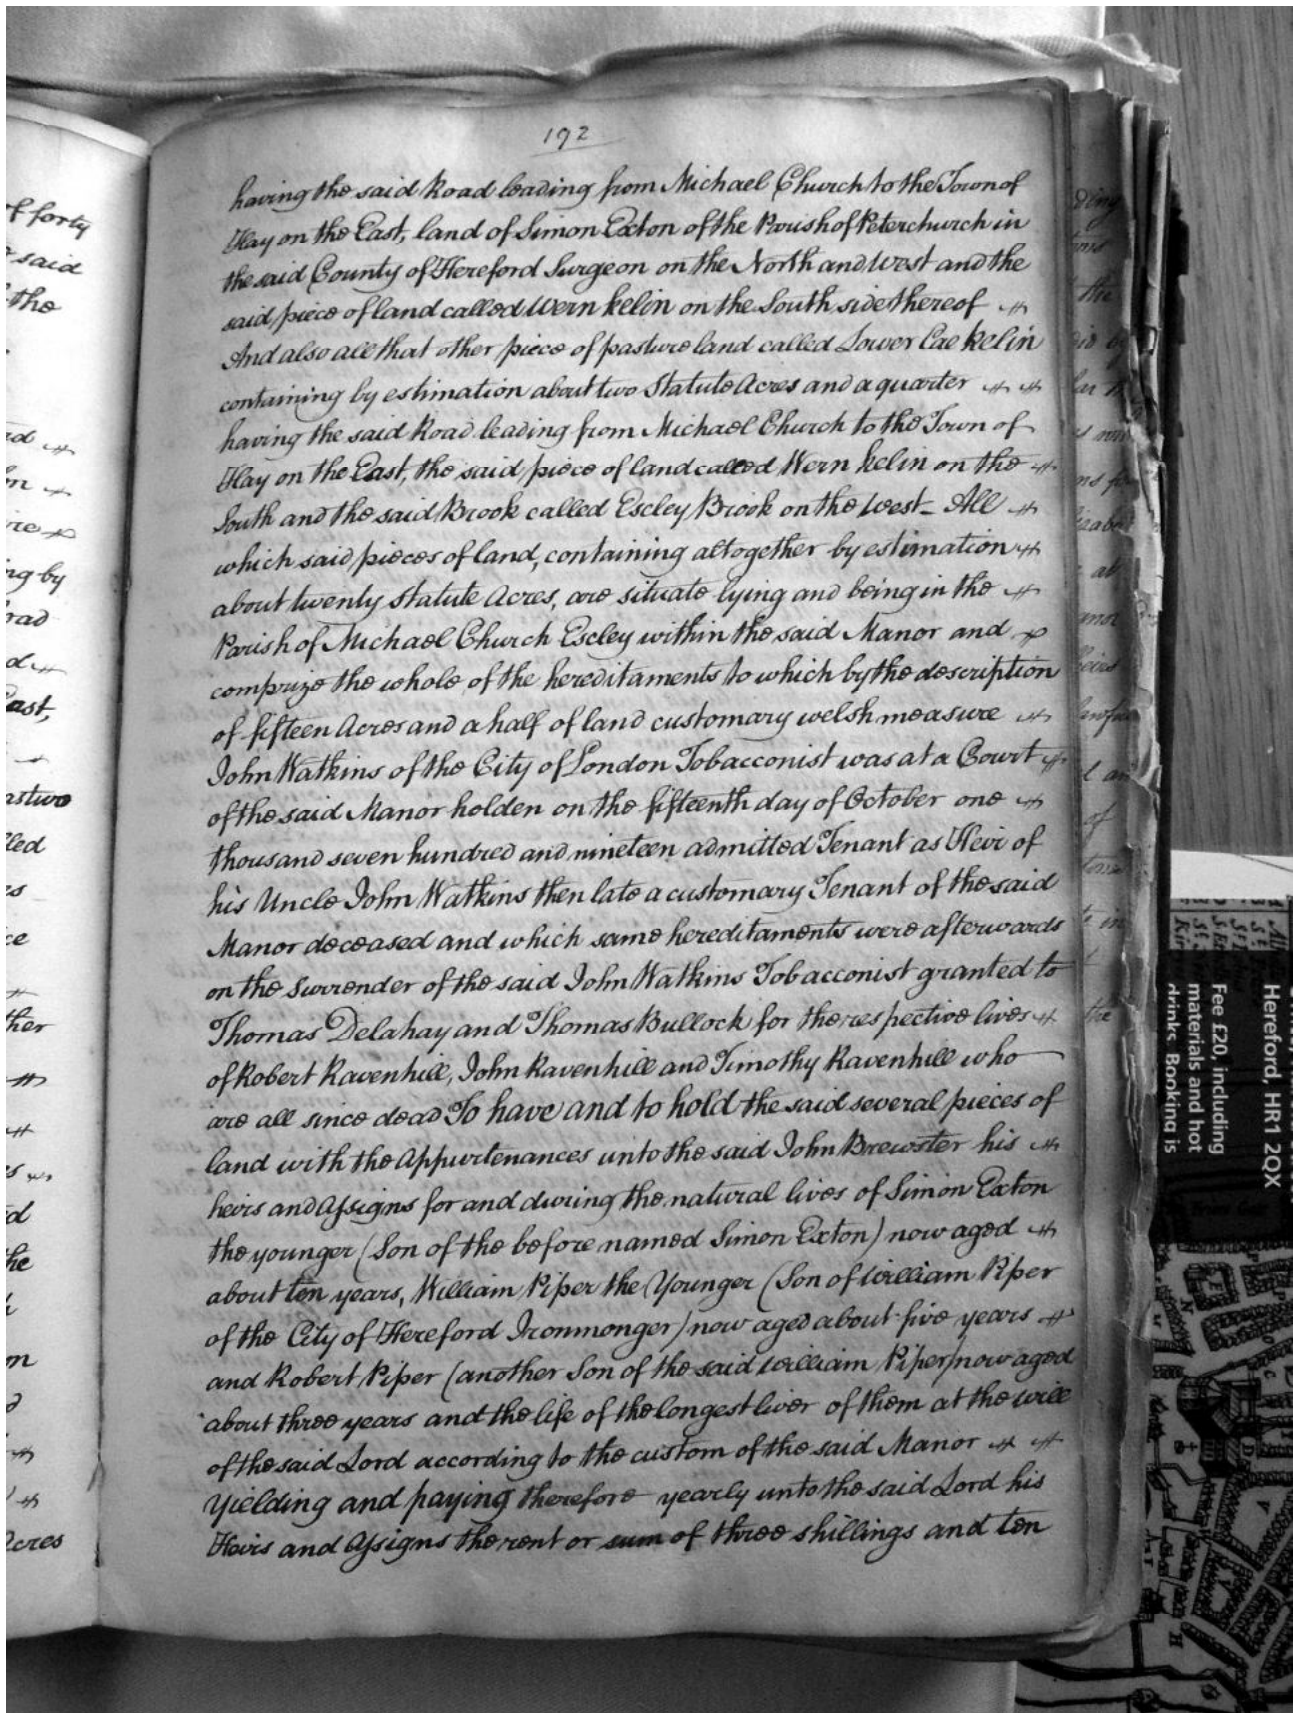 192
having the said Road leading from Michael Church to the Town of
Hay on the East, land of Simon Exton of the Parish of Peterchurch in
the said County of Hereford Surgeon on the North and West and the
said piece of land called Wern kelin on the South side thereof
And also all that other piece of pasture land called Lower Cae kelin
containing by estimation about two Statute Acres and a quarter
having the said Road leading from Michael Church to the Town of
Hay on the East, the said piece of land called Wern kelin on the
South and the said Brook called Escley Brook on the West - All
which said pieces of land, containing altogether by estimation
about twenty statute Acres, are situate lying and being in the
Parish of Michael Church Escley within the said Manor and
comprize the whole of the hereditaments to which by the description
of fifteen Acres and a half of land customary welsh measure
John Watkins of the City of London Tobacconist was at a Court
of the said Manor holden on the fifteenth day of October one
thousand seven hundred and nineteen admitted Tenant as Heir of
his Uncle John Watkins then late a customary Tenant of the said
Manor deceased and which same hereditaments were afterwards
on the Surrender of the said John Watkins Tobacconist granted to
Thomas Delahay and Thomas Bullock for the respective lives
of Robert Ravenhill, John Ravenhill and Timothy Ravenhill who
are all since dead To have and to hold the said several pieces of
land with the Appurtenances unto the said John Brewster his
heirs and Assigns for and during the natural lives of Simon Exton
the younger (Son of the before named Simon Exton) now aged
about ten years, William Piper the Younger (Son of William Piper
of the City of Hereford Ironmonger) now aged about five years
and Robert Piper (another Son of the said William Piper) now aged
about three years and the life of the longest liver of them at the will
of the said Lord according to the custom of the said Manor
Yielding and paying therefore yearly unto the said Lord his
Heirs and Assigns the rent or sum of three shillings and ten
of forty
said
the
ing by
East,
ther
the
Acres
Hereford, HR1 2QX
Fee £20, including
materials and hot
drinks. Booking is